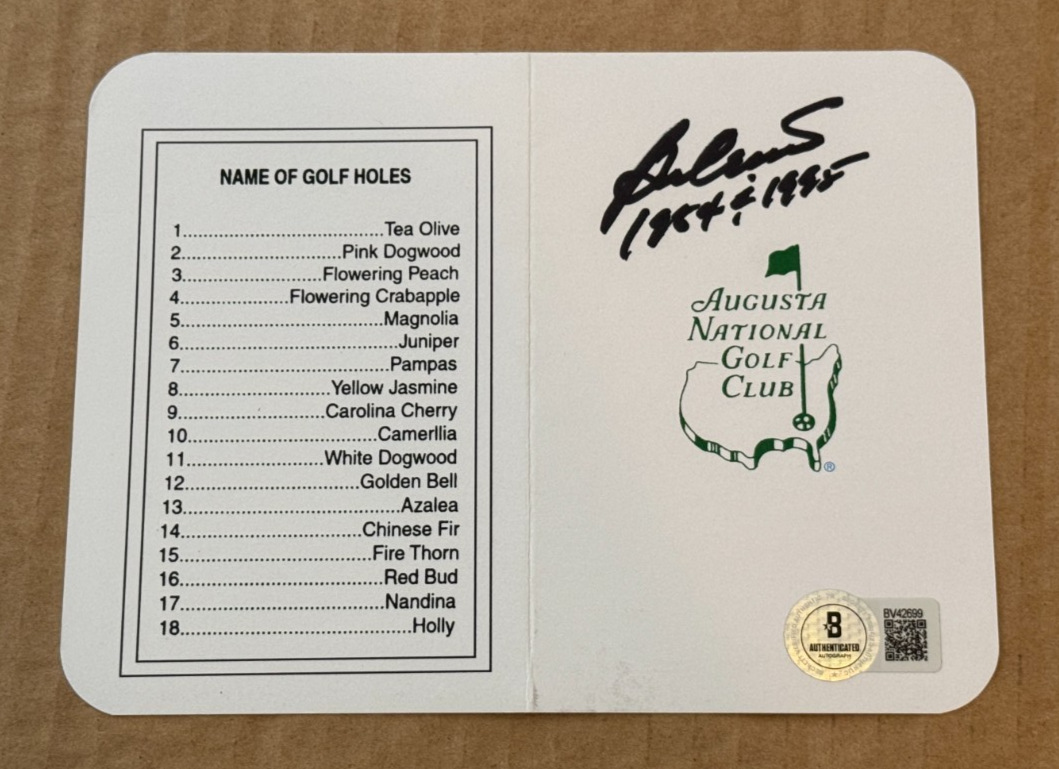 NAME OF GOLF HOLES
1..................................Tea Olive
2...........................Pink Dogwood
3.......................Flowering Peach
4..................Flowering Crabapple
5..................................Magnolia
6.....................................Juniper
7...................................Pampas
8.........................Yellow Jasmine
9........................Carolina Cherry
10................................Camerllia
11.......................White Dogwood
12.............................Golden Bell
13.....................................Azalea
14..............................Chinese Fir
15...............................Fire Thorn
16.................................Red Bud
17..................................Nandina
18.......................................Holly
1984 & 1995
AUGUSTA
NATIONAL
GOLF
CLUB
®
B
AUTHENTICATED
AUTOGRAPH
BV42699